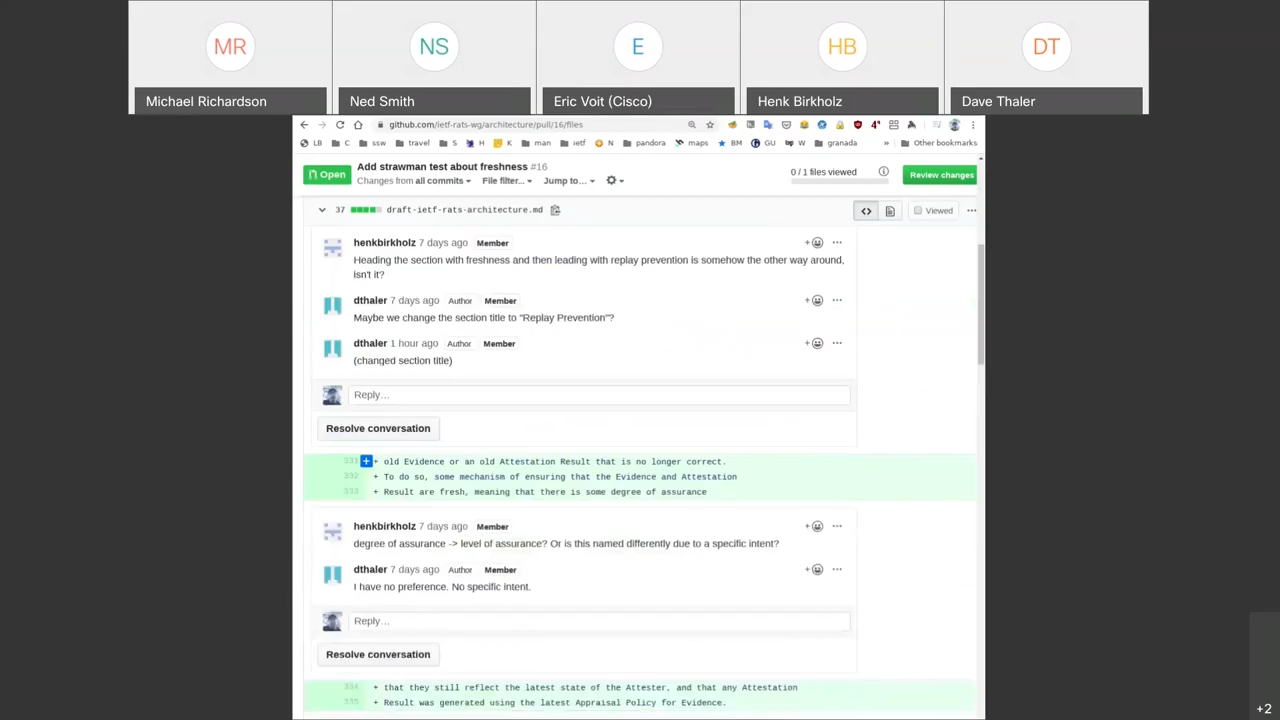 MR
NS
E
HB
DT
Michael Richardson
Ned Smith
Eric Voit (Cisco)
Henk Birkholz
Dave Thaler
github.com/ietf-rats-wg/architecture/pull/16/files
4°
LB
C
ssw
travel
S
H
K
man
ietf
N
pandora
maps
BM
GU
W
granada
»
Other bookmarks
Open
Add strawman test about freshness #16
Changes from all commits
File filter...
Jump to...
0 / 1 files viewed
Review changes
37
draft-ietf-rats-architecture.md
Viewed
henkbirkholz 7 days ago Member
Heading the section with freshness and then leading with replay prevention is somehow the other way around,
isn't it?
dthaler 7 days ago Author Member
Maybe we change the section title to "Replay Prevention"?
dthaler 1 hour ago Author Member
(changed section title)
Reply...
Resolve conversation
331 + old Evidence or an old Attestation Result that is no longer correct.
332 + To do so, some mechanism of ensuring that the Evidence and Attestation
333 + Result are fresh, meaning that there is some degree of assurance
henkbirkholz 7 days ago Member
degree of assurance -> level of assurance? Or is this named differently due to a specific intent?
dthaler 7 days ago Author Member
I have no preference. No specific intent.
Reply...
Resolve conversation
334 + that they still reflect the latest state of the Attester, and that any Attestation
335 + Result was generated using the latest Appraisal Policy for Evidence.
+2